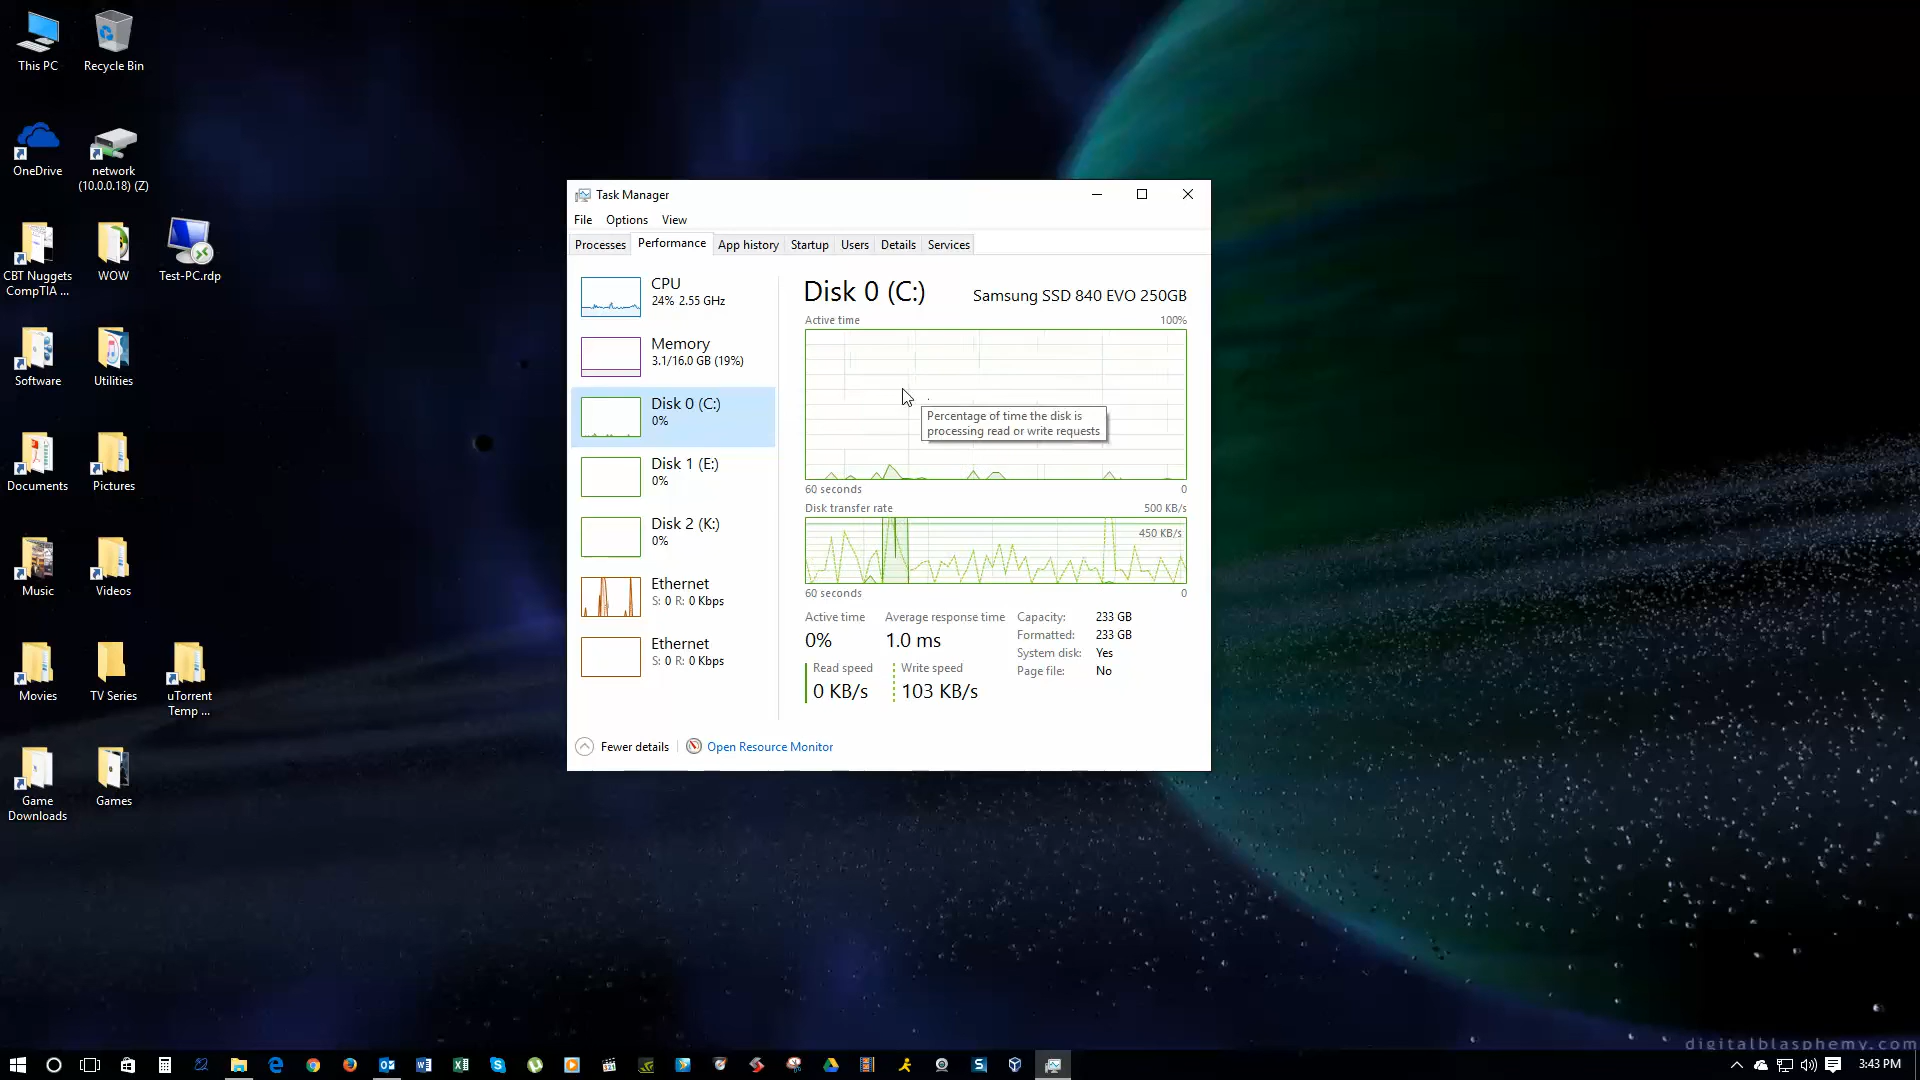 This PC
Recycle Bin
OneDrive
network
(10.0.0.18) (Z)
CBT Nuggets
CompTIA ...
WOW
Test-PC.rdp
Software
Utilities
Documents
Pictures
Music
Videos
Movies
TV Series
uTorrent
Temp ...
Game
Downloads
Games
Task Manager
File Options View
Processes Performance App history Startup Users Details Services
CPU
24% 2.55 GHz
Memory
3.1/16.0 GB (19%)
Disk 0 (C:)
0%
Disk 1 (E:)
0%
Disk 2 (K:)
0%
Ethernet
S: 0 R: 0 Kbps
Ethernet
S: 0 R: 0 Kbps
Disk 0 (C:) Samsung SSD 840 EVO 250GB
Active time 100%
Percentage of time the disk is
processing read or write requests
60 seconds 0
Disk transfer rate 500 KB/s
450 KB/s
60 seconds 0
Active time
0%
Average response time
1.0 ms
Read speed
0 KB/s
Write speed
103 KB/s
Capacity: 233 GB
Formatted: 233 GB
System disk: Yes
Page file: No
Fewer details Open Resource Monitor
digitalblasphemy.com
3:43 PM